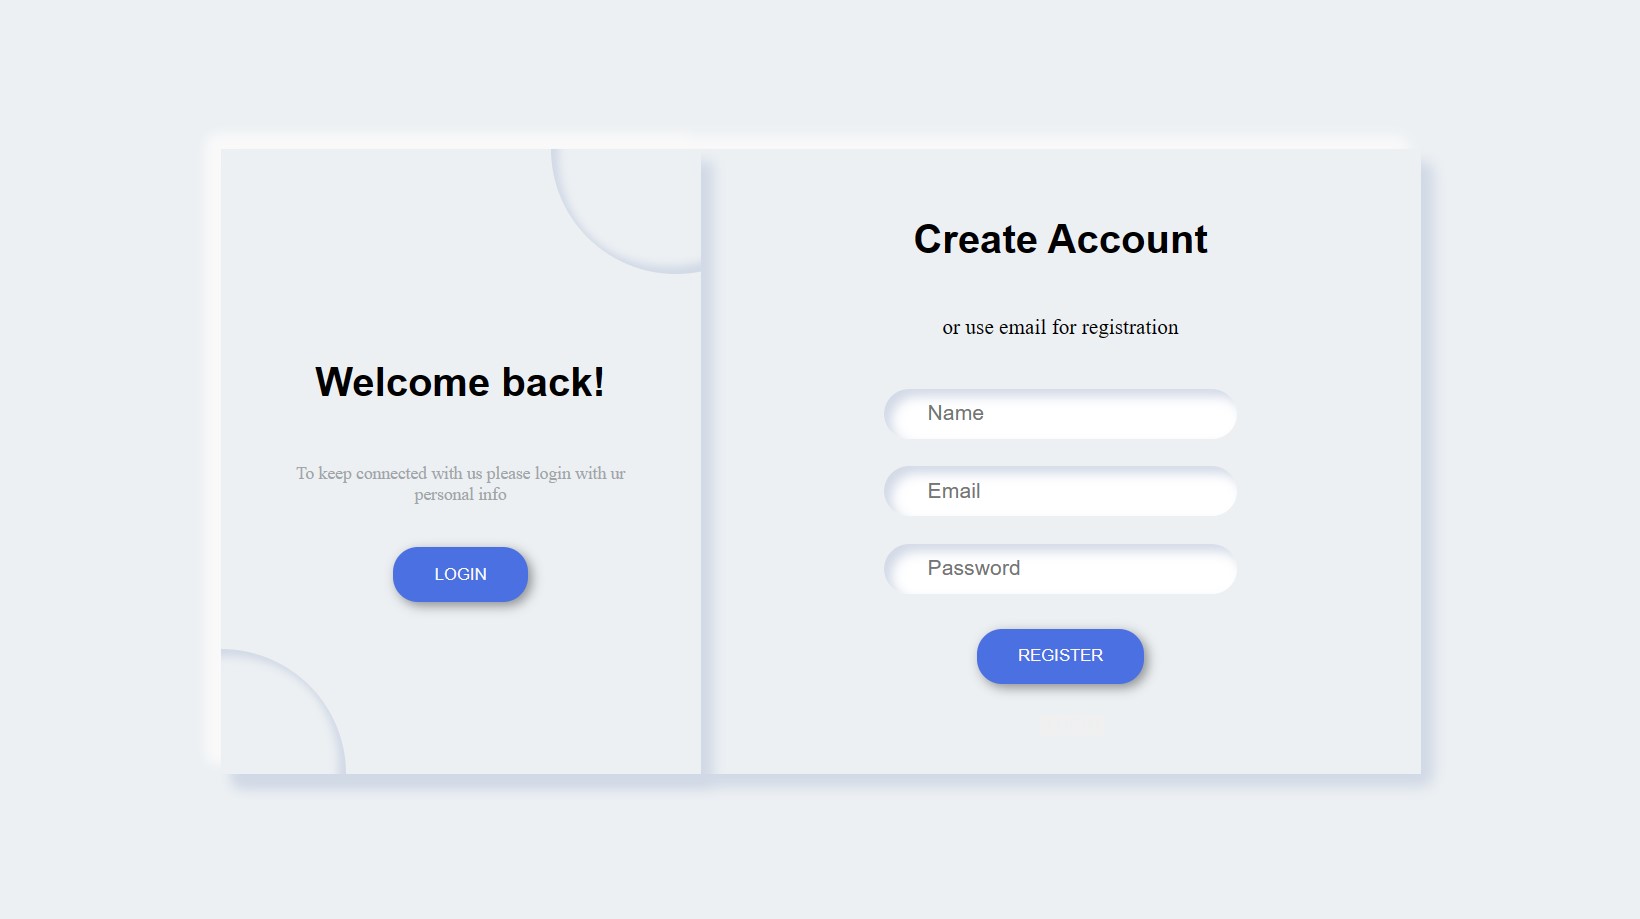 Welcome back!
To keep connected with us please login with ur
personal info
LOGIN
Create Account
or use email for registration
Name
Email
Password
REGISTER